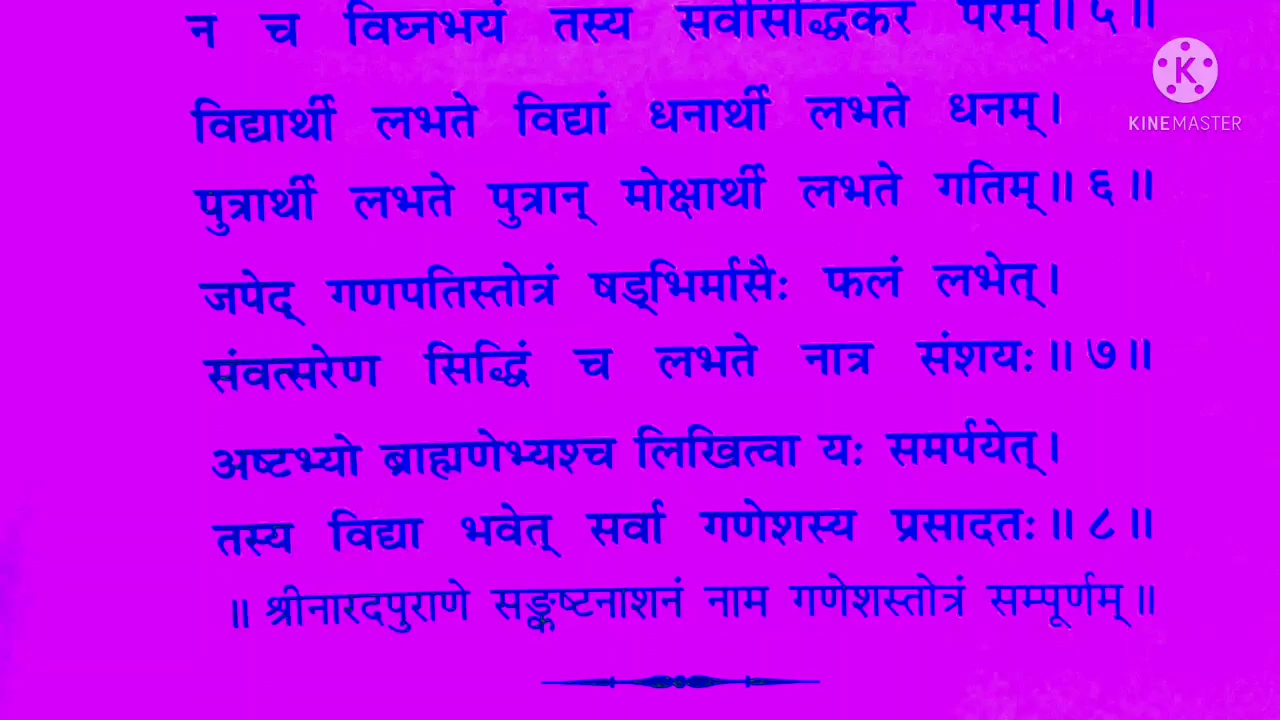 न च विघ्नभयं तस्य सर्वसिद्धिकरं परम्॥५॥
विद्यार्थी लभते विद्यां धनार्थी लभते धनम्।
पुत्रार्थी लभते पुत्रान् मोक्षार्थी लभते गतिम्॥६॥
जपेद् गणपतिस्तोत्रं षड्भिर्मासैः फलं लभेत्।
संवत्सरेण सिद्धिं च लभते नात्र संशयः॥७॥
अष्टभ्यो ब्राह्मणेभ्यश्च लिखित्वा यः समर्पयेत्।
तस्य विद्या भवेत् सर्वा गणेशस्य प्रसादतः॥८॥
॥श्रीनारदपुराणे सङ्कष्टनाशनं नाम गणेशस्तोत्रं सम्पूर्णम्॥
K
KINEMASTER